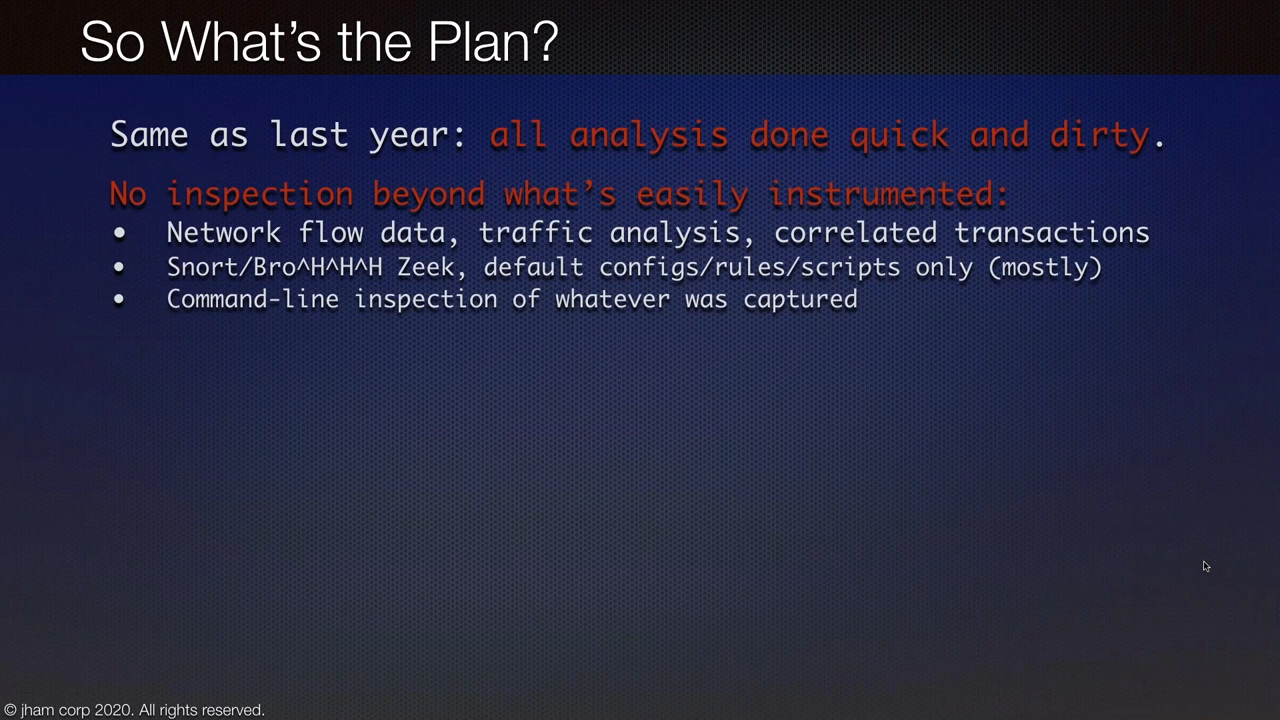 So What’s the Plan?
Same as last year: all analysis done quick and dirty.
No inspection beyond what’s easily instrumented:
• Network flow data, traffic analysis, correlated transactions
• Snort/Bro^H^H^H Zeek, default configs/rules/scripts only (mostly)
• Command-line inspection of whatever was captured
© jham corp 2020. All rights reserved.